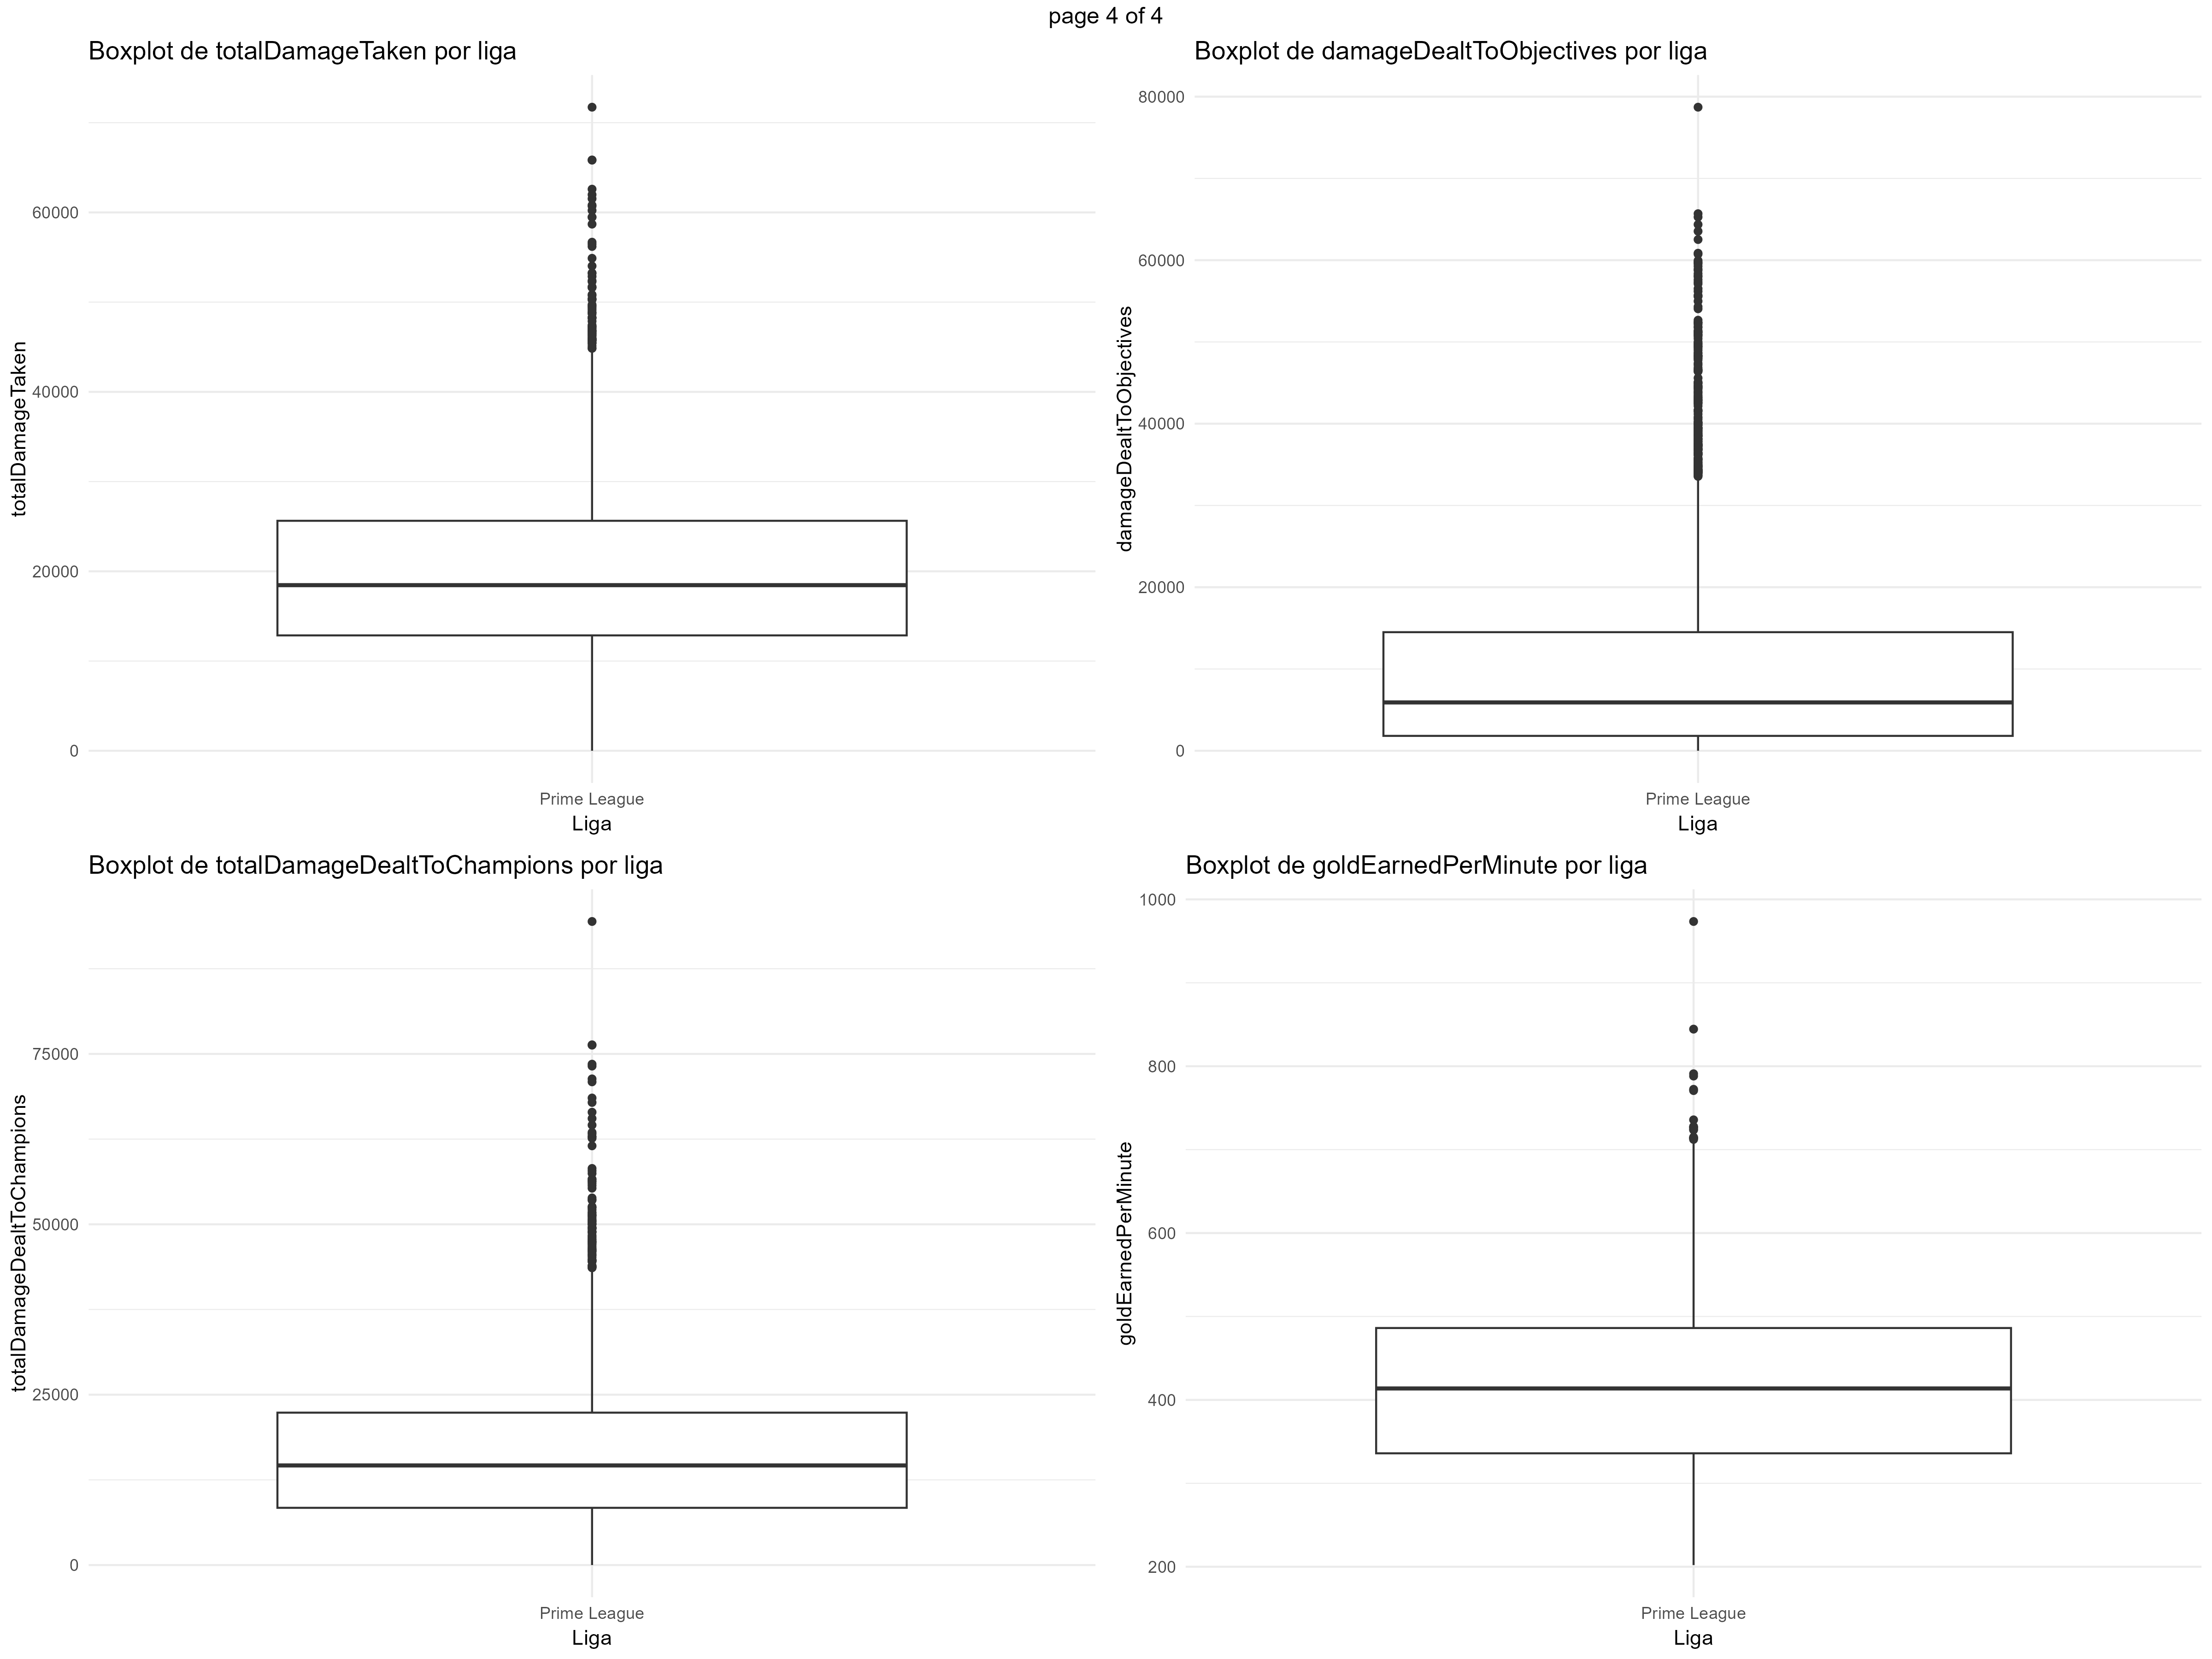 page 4 of 4
Boxplot de totalDamageTaken por liga
totalDamageTaken
60000
40000
20000
0
Prime League
Liga
Boxplot de damageDealtToObjectives por liga
damageDealtToObjectives
80000
60000
40000
20000
0
Prime League
Liga
Boxplot de totalDamageDealtToChampions por liga
totalDamageDealtToChampions
75000
50000
25000
0
Prime League
Liga
Boxplot de goldEarnedPerMinute por liga
goldEarnedPerMinute
1000
800
600
400
200
Prime League
Liga